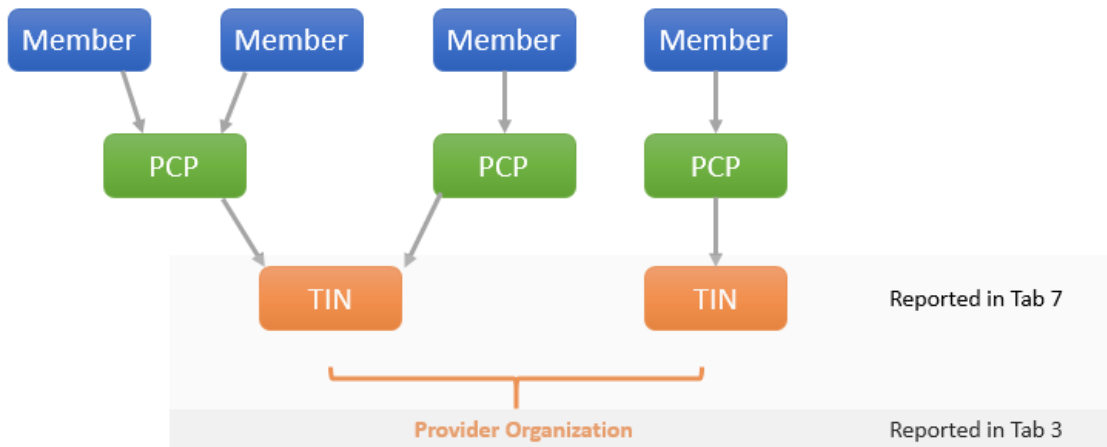 Member Member Member Member
PCP PCP PCP
TIN TIN Reported in Tab 7
Provider Organization Reported in Tab 3